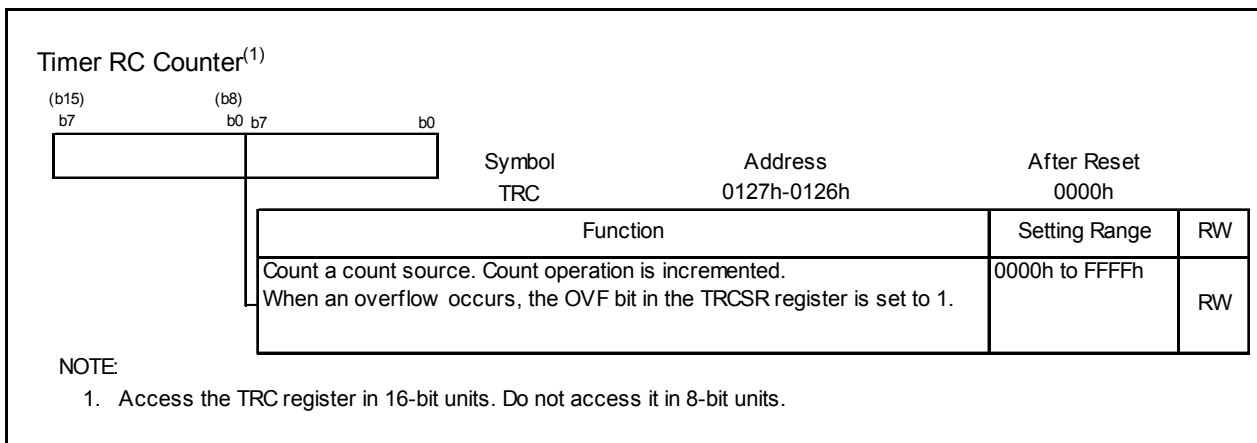 Timer RC Counter(1)
(b15) (b8)
b7 b0 b7 b0
Symbol Address After Reset
TRC 0127h-0126h 0000h
Function Setting Range RW
Count a count source. Count operation is incremented. 0000h to FFFFh
When an overflow occurs, the OVF bit in the TRCSR register is set to 1. RW
NOTE:
1. Access the TRC register in 16-bit units. Do not access it in 8-bit units.